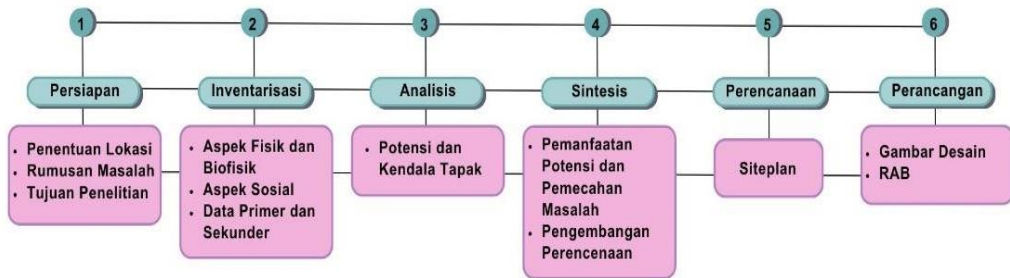 1 2 3 4 5 6
Persiapan Inventarisasi Analisis Sintesis Perencanaan Perancangan
• Penentuan Lokasi
• Rumusan Masalah
• Tujuan Penelitian
• Aspek Fisik dan
Biofisik
• Aspek Sosial
• Data Primer dan
Sekunder
• Potensi dan
Kendala Tapak
• Pemanfaatan
Potensi dan
Pemecahan
Masalah
• Pengembangan
Perencenaan
Siteplan
• Gambar Desain
• RAB